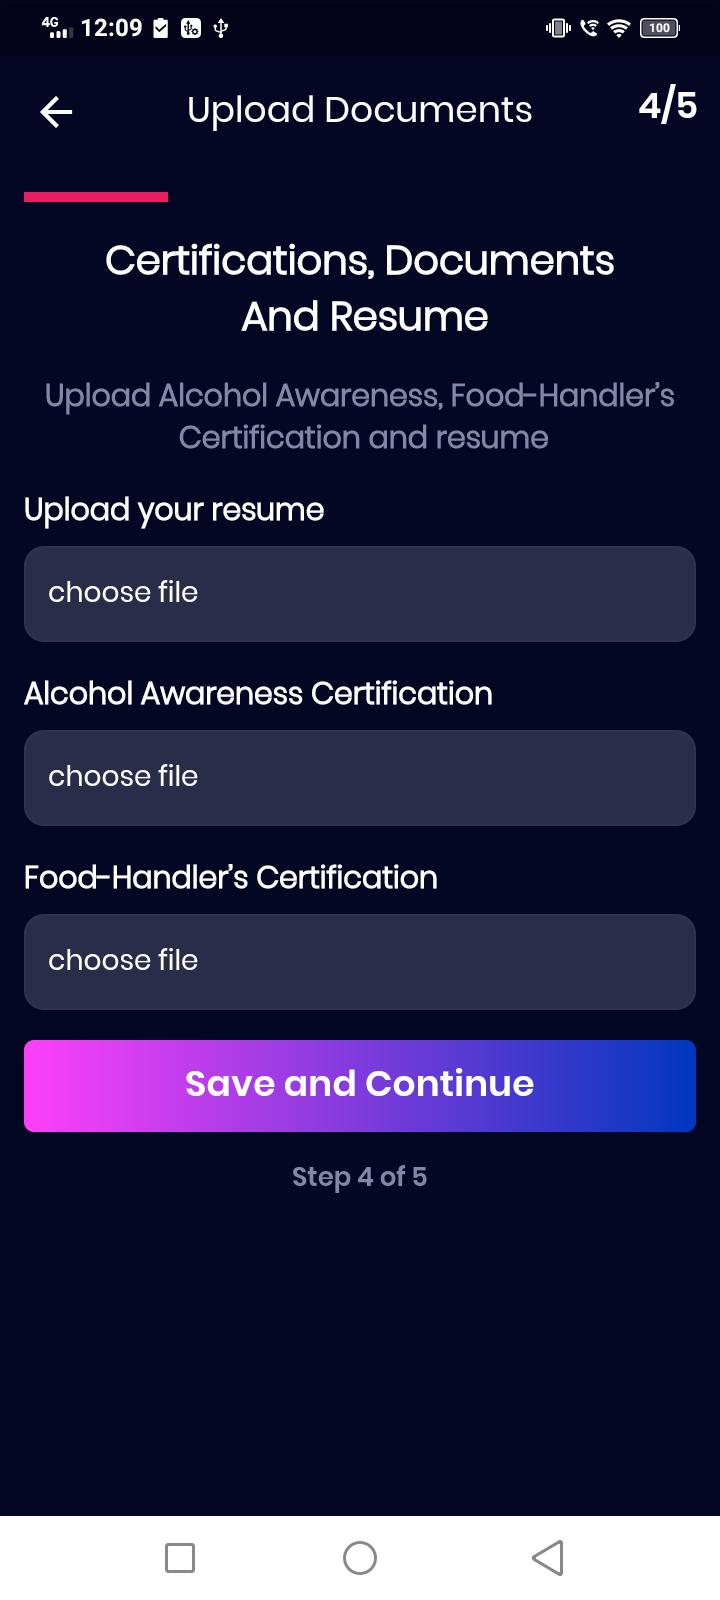 4G 12:09 100
Upload Documents 4/5
Certifications, Documents
And Resume
Upload Alcohol Awareness, Food-Handler's
Certification and resume
Upload your resume
choose file
Alcohol Awareness Certification
choose file
Food-Handler's Certification
choose file
Save and Continue
Step 4 of 5